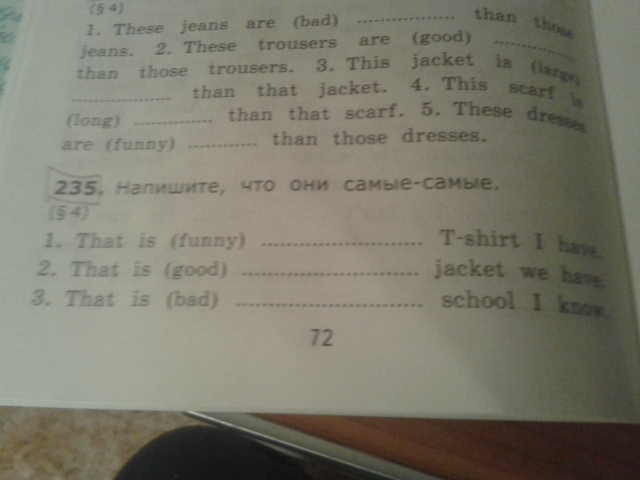 (§ 4)
1. These jeans are (bad) .................. than those
jeans. 2. These trousers are (good) ...............
than those trousers. 3. This jacket is (large)
.................. than that jacket. 4. This scarf is
(long) .............. than that scarf. 5. These dresses
are (funny) ............ than those dresses.
235. Напишите, что они самые-самые.
(§ 4)
1. That is (funny) ............................ T-shirt I have.
2. That is (good) .............................. jacket we have.
3. That is (bad) ................................ school I know.
72